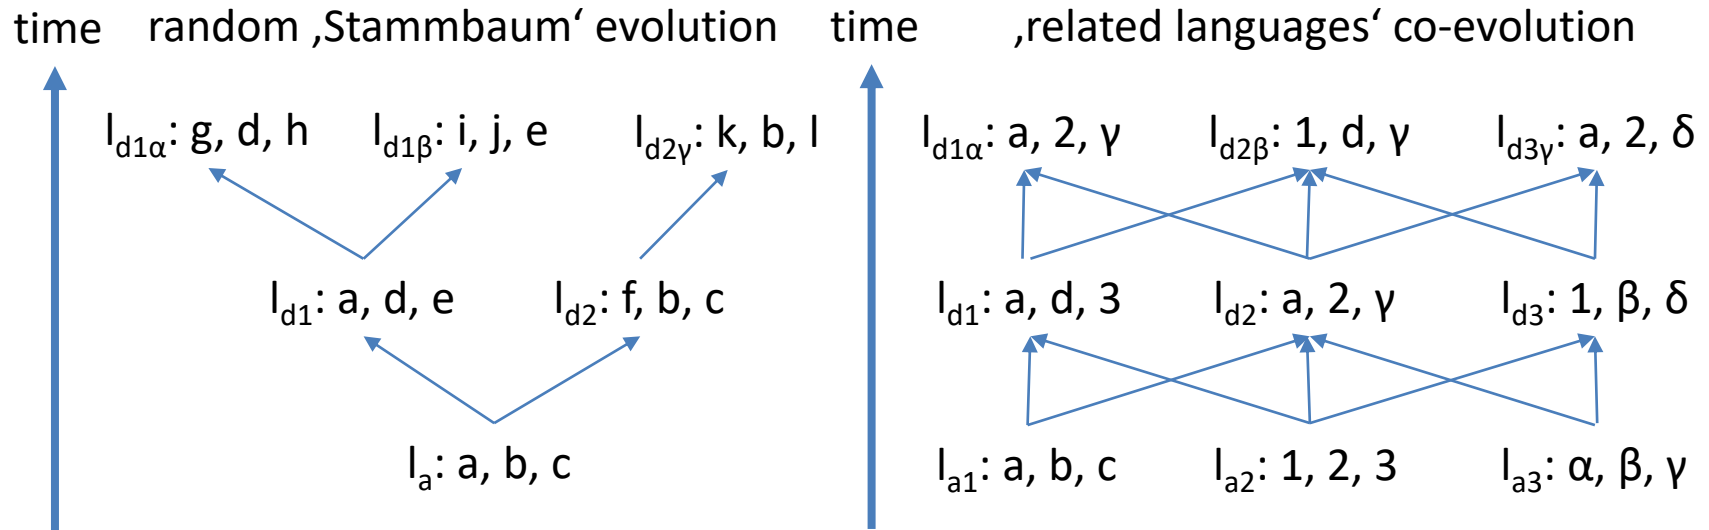 time random ‚Stammbaum‘ evolution time ‚related languages‘ co-evolution
l_d1α: g, d, h l_d1β: i, j, e l_d2γ: k, b, l l_d1α: a, 2, γ l_d2β: 1, d, γ l_d3γ: a, 2, δ
l_d1: a, d, e l_d2: f, b, c l_d1: a, d, 3 l_d2: a, 2, γ l_d3: 1, β, δ
l_a: a, b, c l_a1: a, b, c l_a2: 1, 2, 3 l_a3: α, β, γ